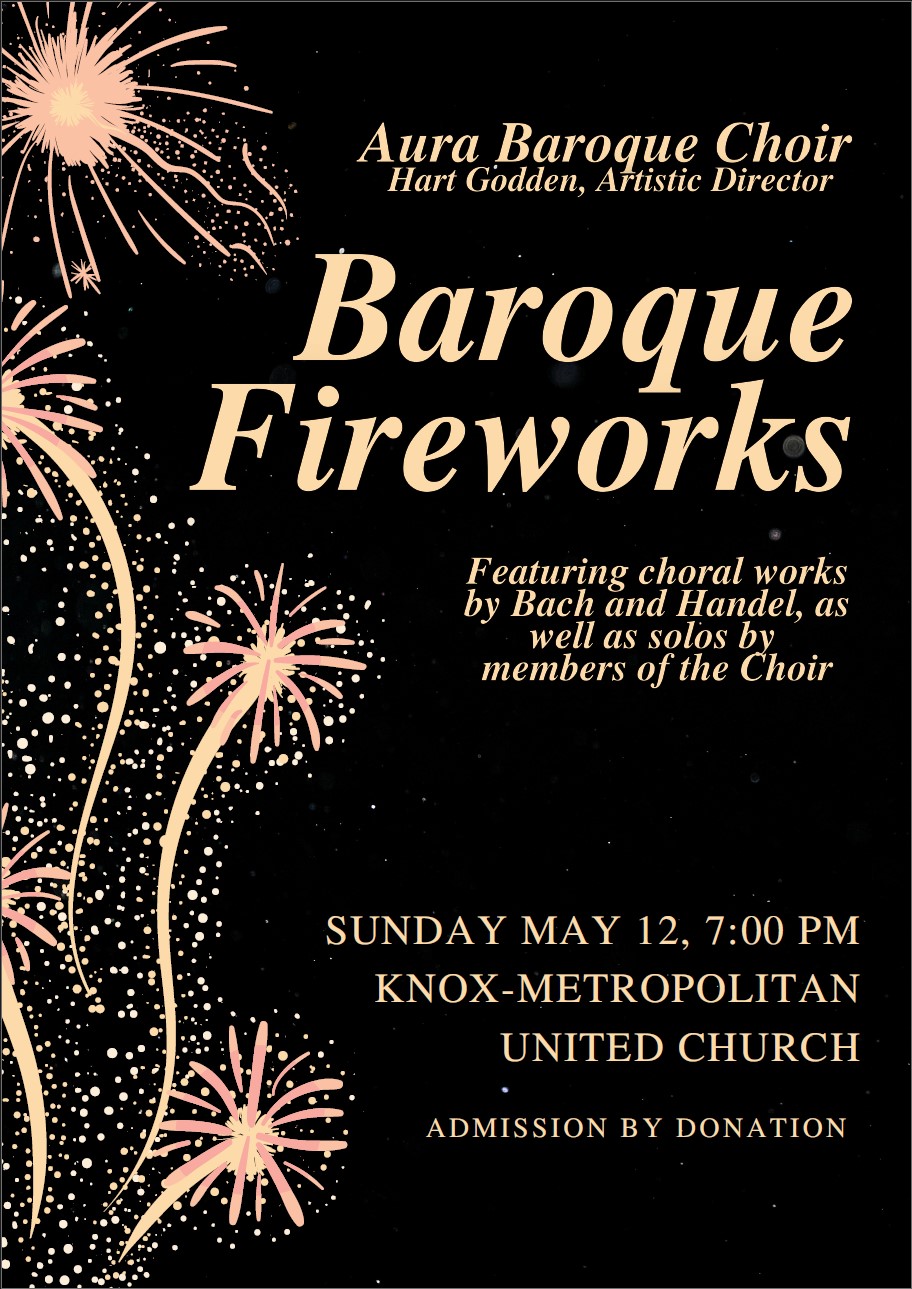 Aura Baroque Choir
Hart Godden, Artistic Director
Baroque
Fireworks
Featuring choral works
by Bach and Handel, as
well as solos by
members of the Choir
SUNDAY MAY 12, 7:00 PM
KNOX-METROPOLITAN
UNITED CHURCH
ADMISSION BY DONATION